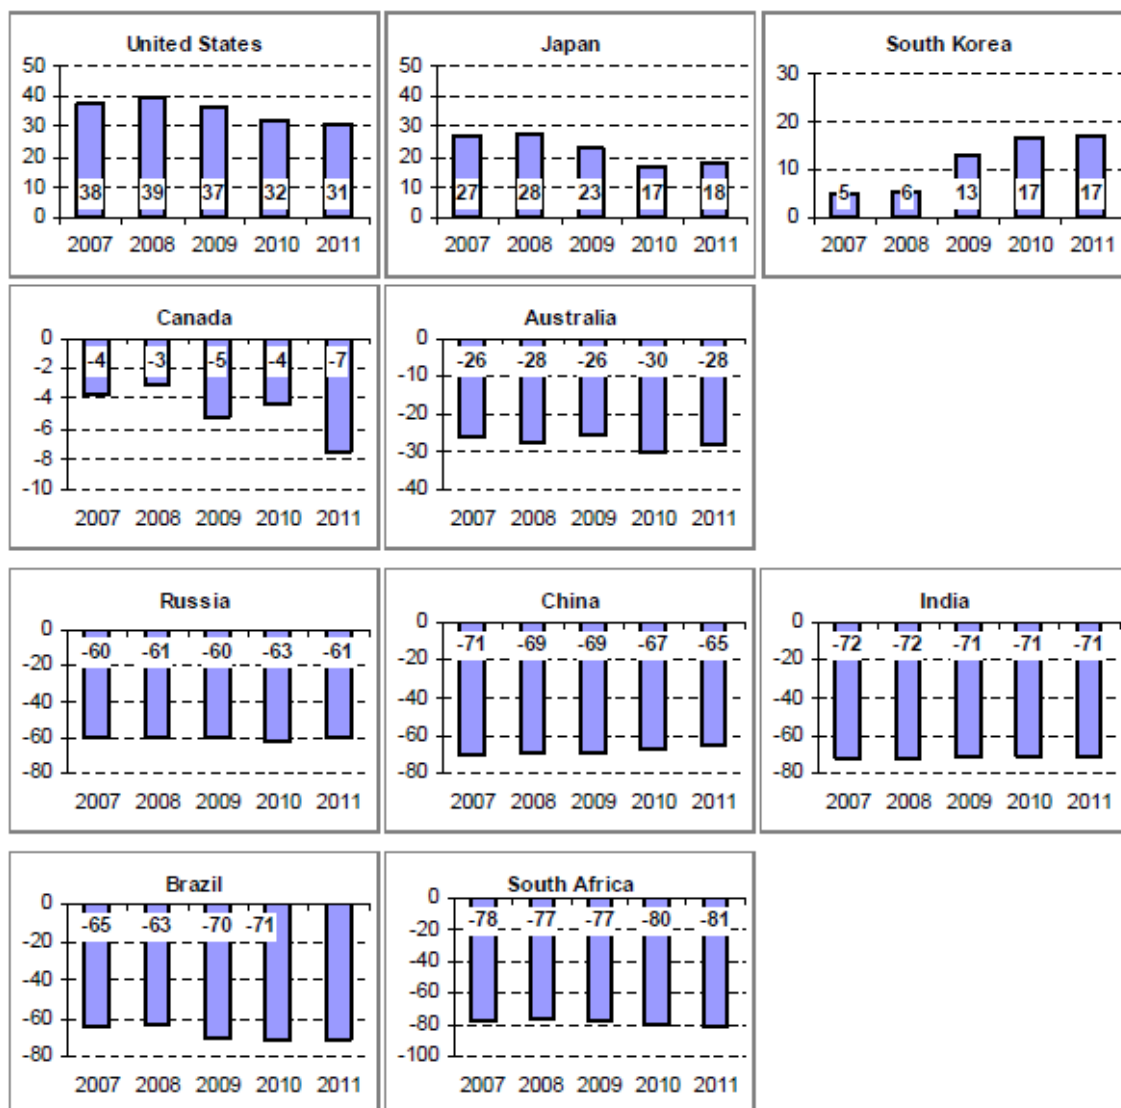 United States
50
40
30
20
10
0
38 39 37 32 31
2007 2008 2009 2010 2011
Japan
50
40
30
20
10
0
27 28 23 17 18
2007 2008 2009 2010 2011
South Korea
30
20
10
0
5 6 13 17 17
2007 2008 2009 2010 2011
Canada
0
-2
-4
-6
-8
-10
-4 -3 -5 -4 -7
2007 2008 2009 2010 2011
Australia
0
-10
-20
-30
-40
-26 -28 -26 -30 -28
2007 2008 2009 2010 2011
Russia
0
-20
-40
-60
-80
-60 -61 -60 -63 -61
2007 2008 2009 2010 2011
China
0
-20
-40
-60
-80
-71 -69 -69 -67 -65
2007 2008 2009 2010 2011
India
0
-20
-40
-60
-80
-72 -72 -71 -71 -71
2007 2008 2009 2010 2011
Brazil
0
-20
-40
-60
-80
-65 -63 -70 -71
2007 2008 2009 2010 2011
South Africa
0
-20
-40
-60
-80
-100
-78 -77 -77 -80 -81
2007 2008 2009 2010 2011